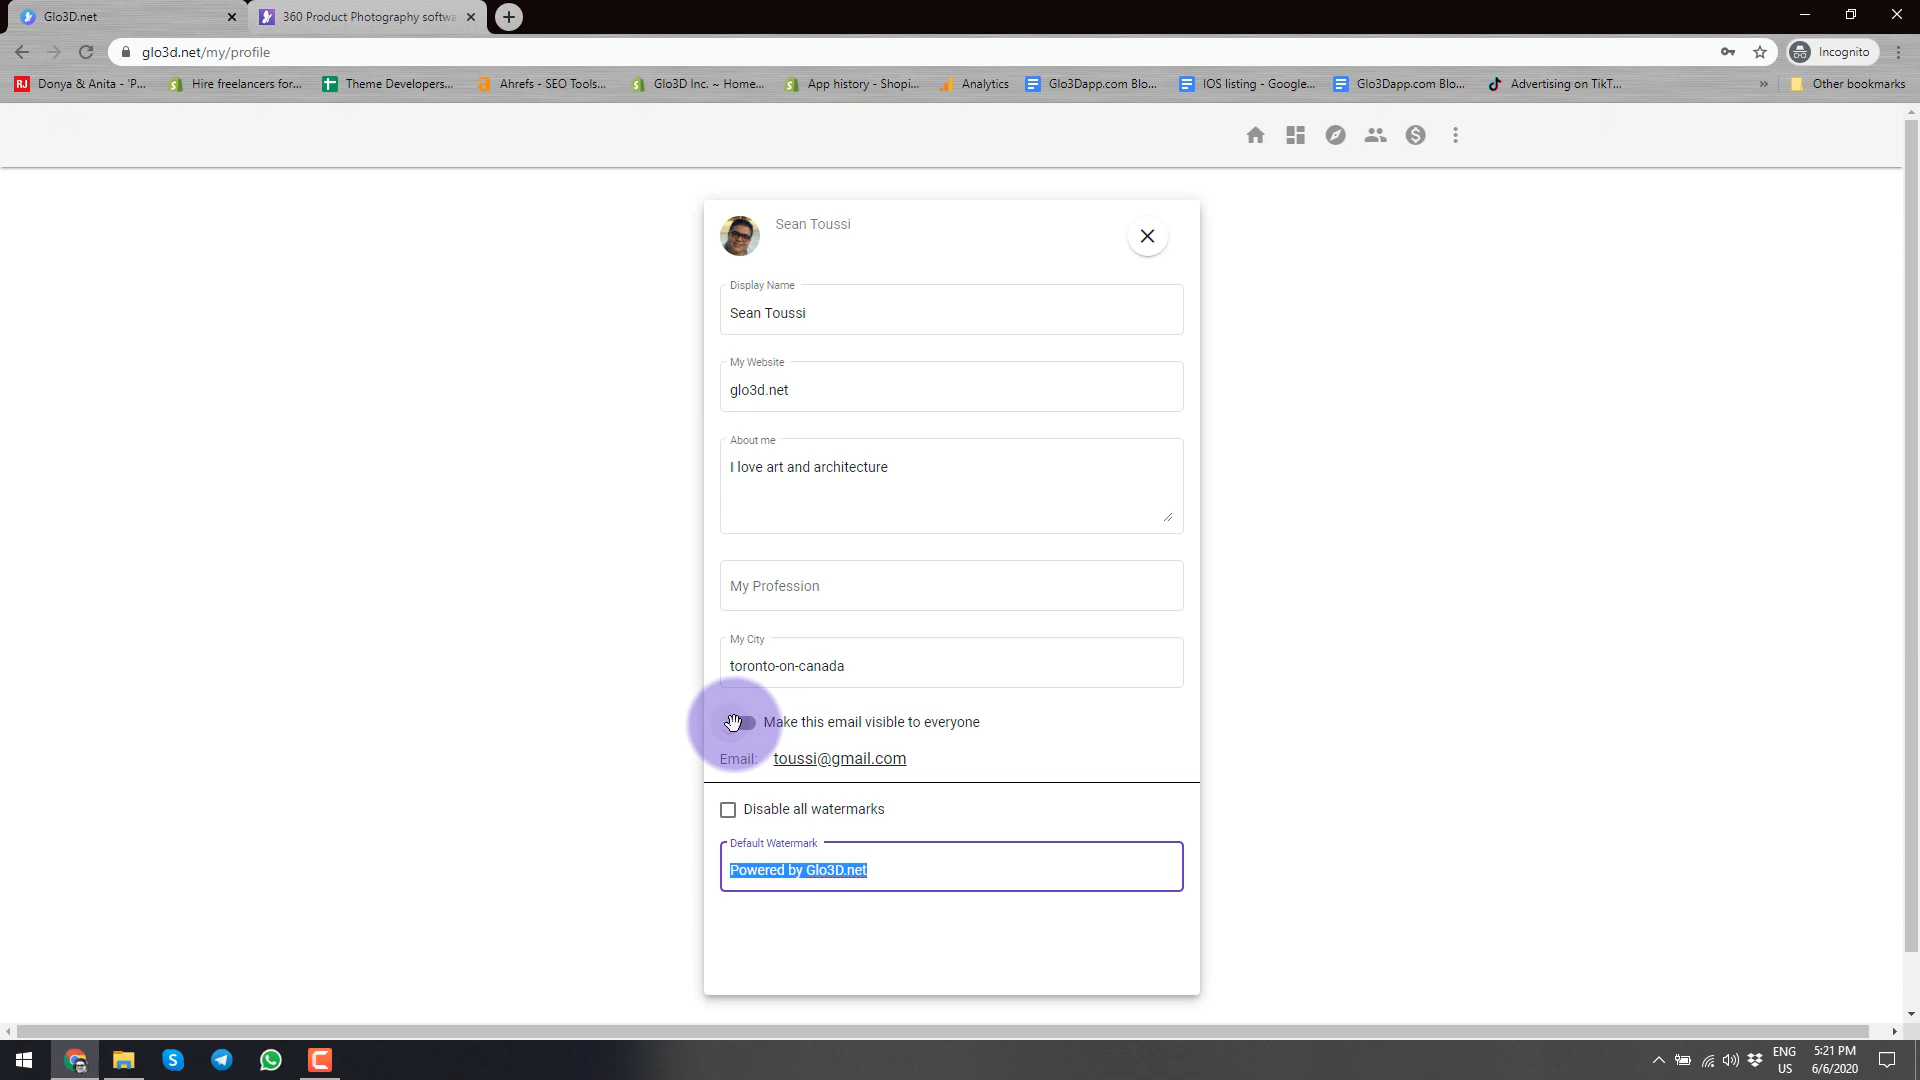 Glo3D.net
360 Product Photography softwa
glo3d.net/my/profile
Incognito
RJ
Donya & Anita - 'P...
Hire freelancers for...
Theme Developers...
Ahrefs - SEO Tools...
Glo3D Inc. ~ Home...
App history - Shopi...
Analytics
Glo3Dapp.com Blo...
IOS listing - Google...
Glo3Dapp.com Blo...
Advertising on TikT...
»
Other bookmarks
Sean Toussi
Display Name
Sean Toussi
My Website
glo3d.net
About me
I love art and architecture
My Profession
My City
toronto-on-canada
Make this email visible to everyone
Email: toussi@gmail.com
Disable all watermarks
Default Watermark
Powered by Glo3D.net
ENG
US
5:21 PM
6/6/2020